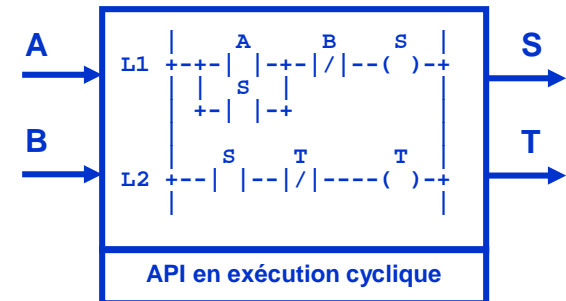 A B S
L1 +-+-| |-+-|/|--( )-+
S
+-| |-+
S T T
L2 +--| |--|/|----( )-+
A
B
S
T
API en exécution cyclique